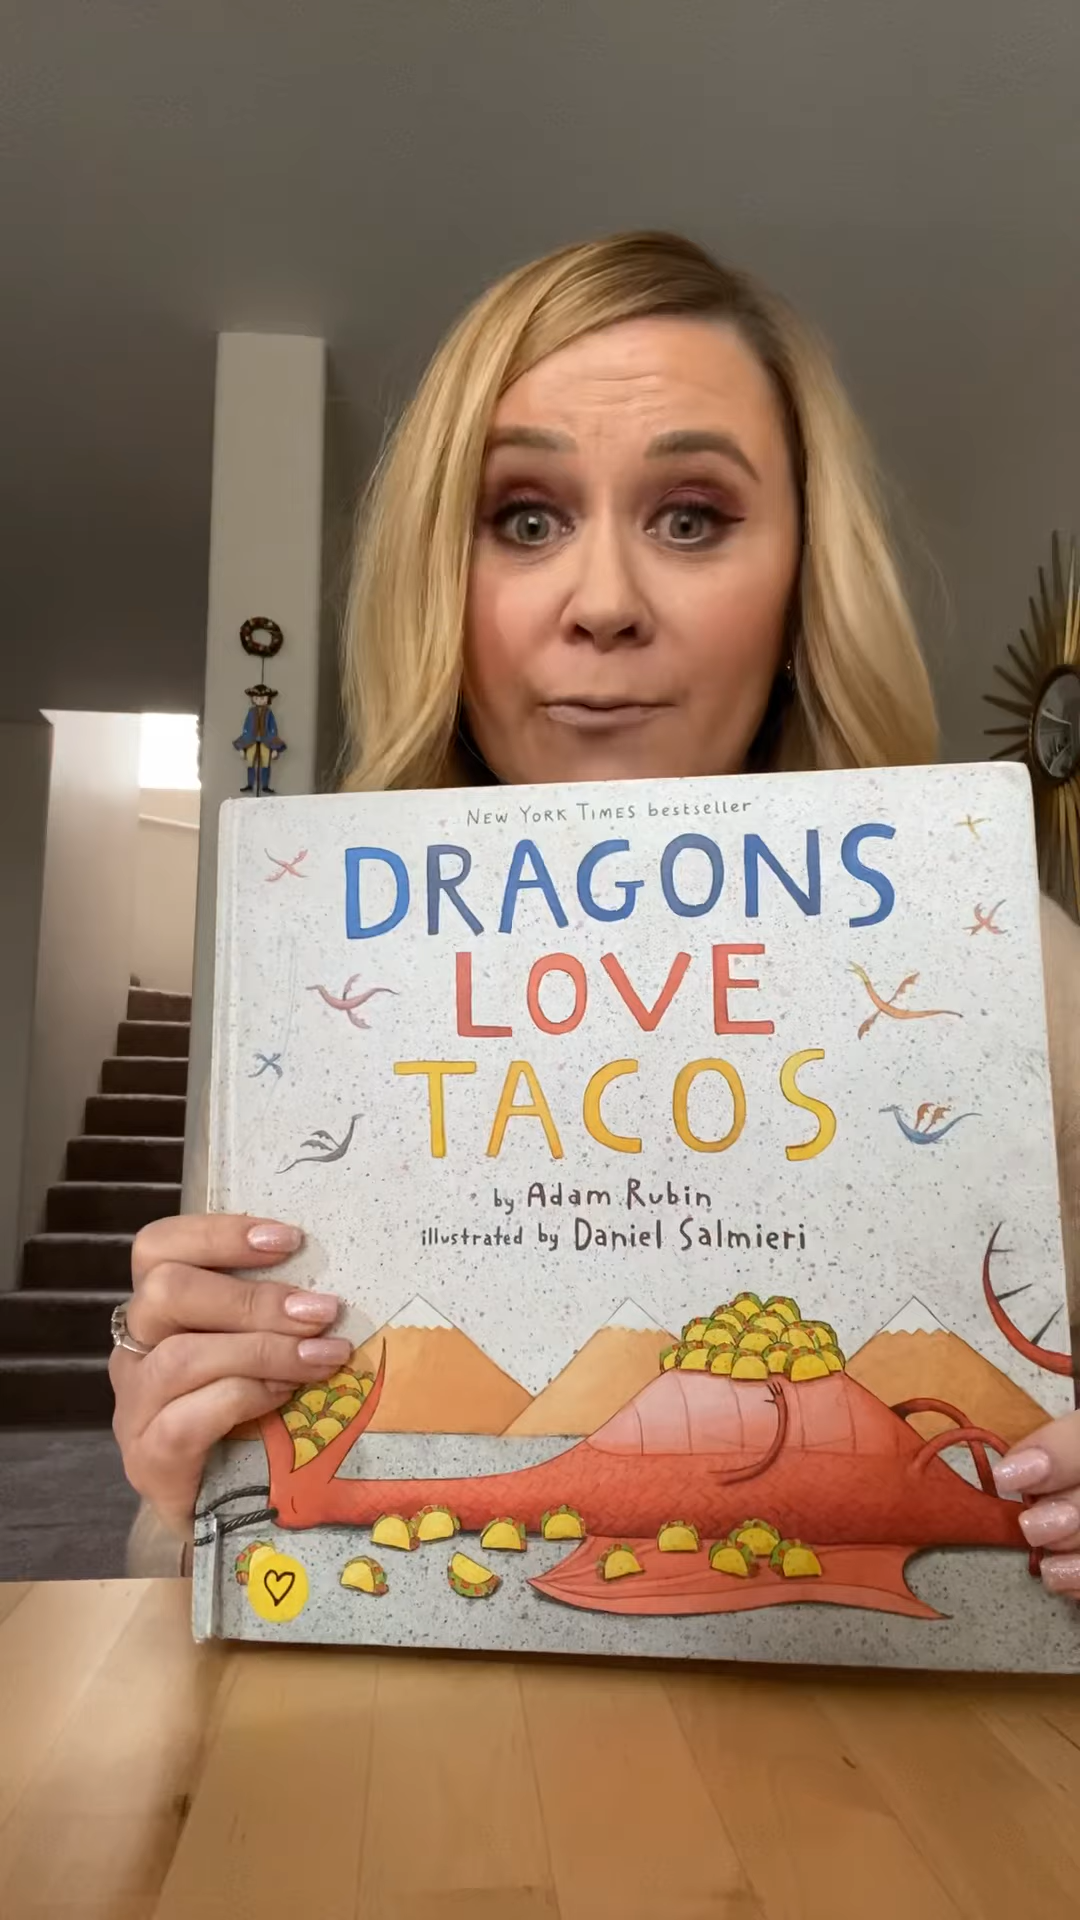 NEW YORK TIMES bestseller
DRAGONS
LOVE
TACOS
by Adam Rubin
illustrated by Daniel Salmieri